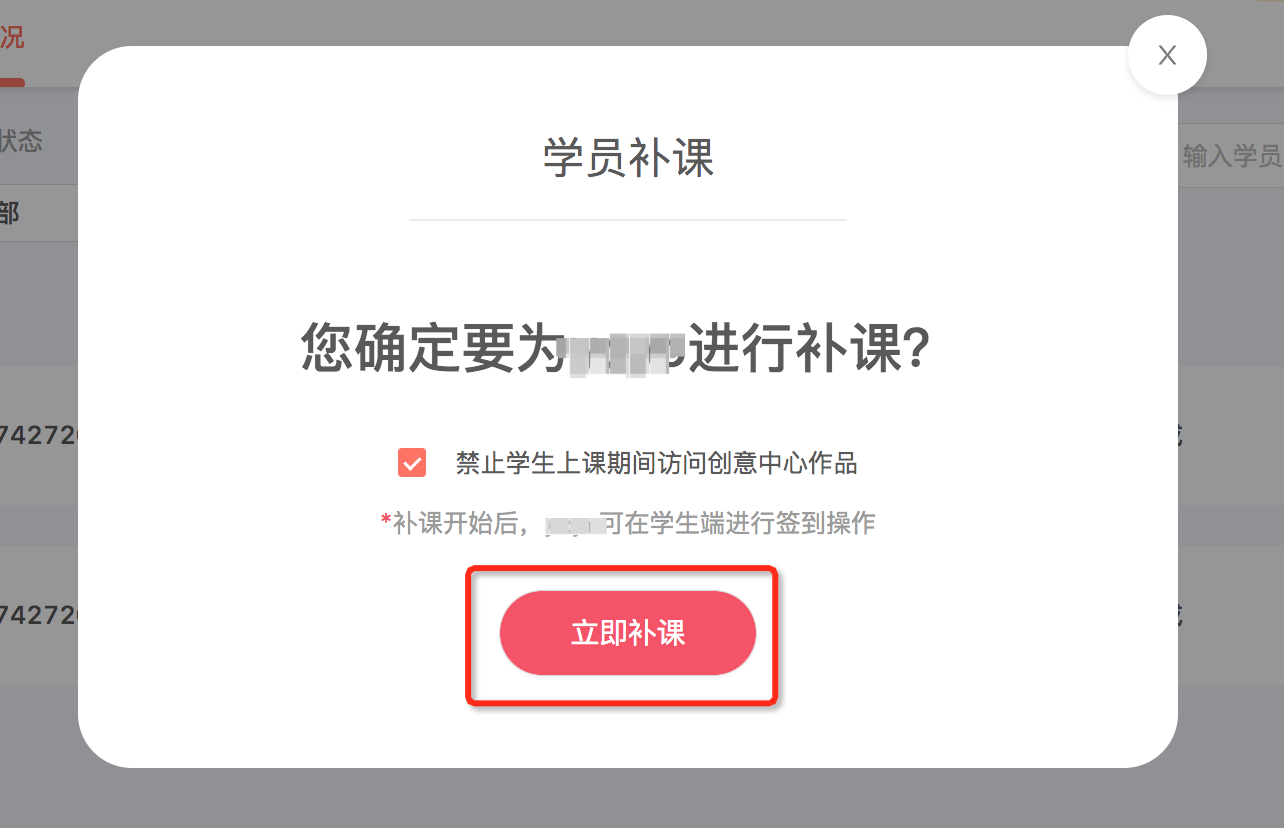 况
X
学员补课
状态
输入学员
部
您确定要为进行补课?
74272
禁止学生上课期间访问创意中心作品
*补课开始后，可在学生端进行签到操作
74272
立即补课